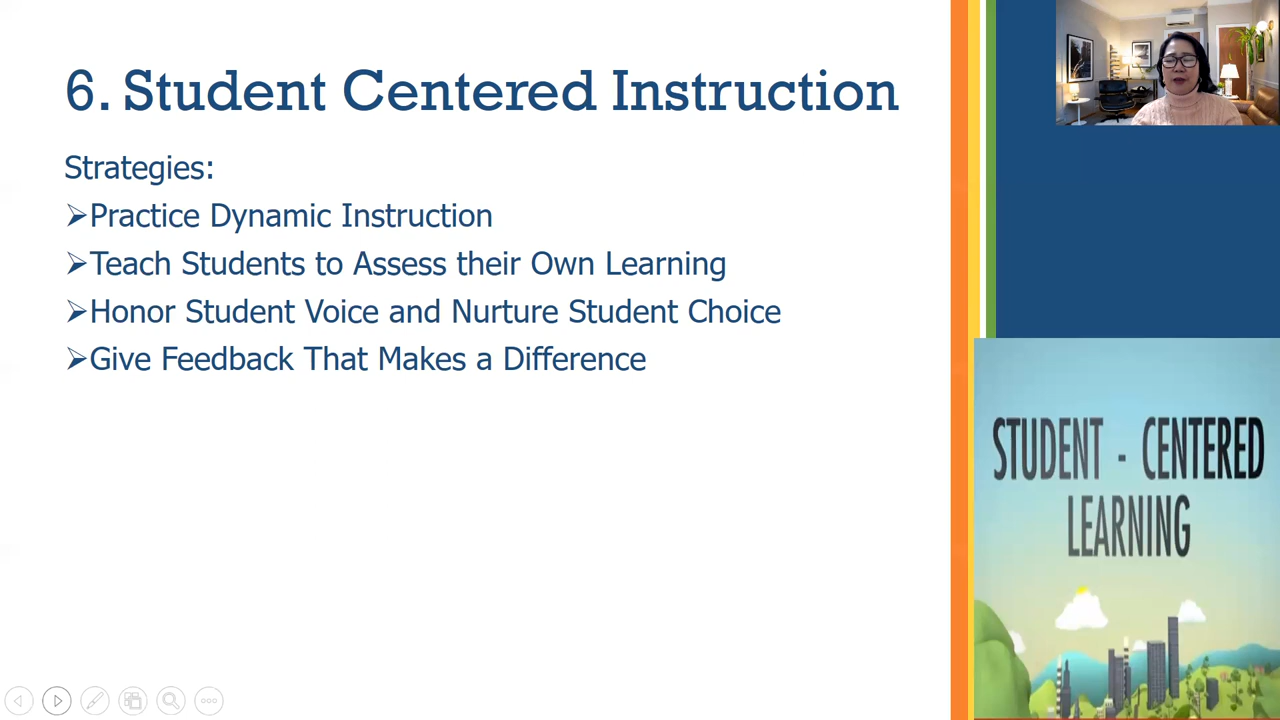 6. Student Centered Instruction
Strategies:
➢Practice Dynamic Instruction
➢Teach Students to Assess their Own Learning
➢Honor Student Voice and Nurture Student Choice
➢Give Feedback That Makes a Difference
STUDENT - CENTERED
LEARNING